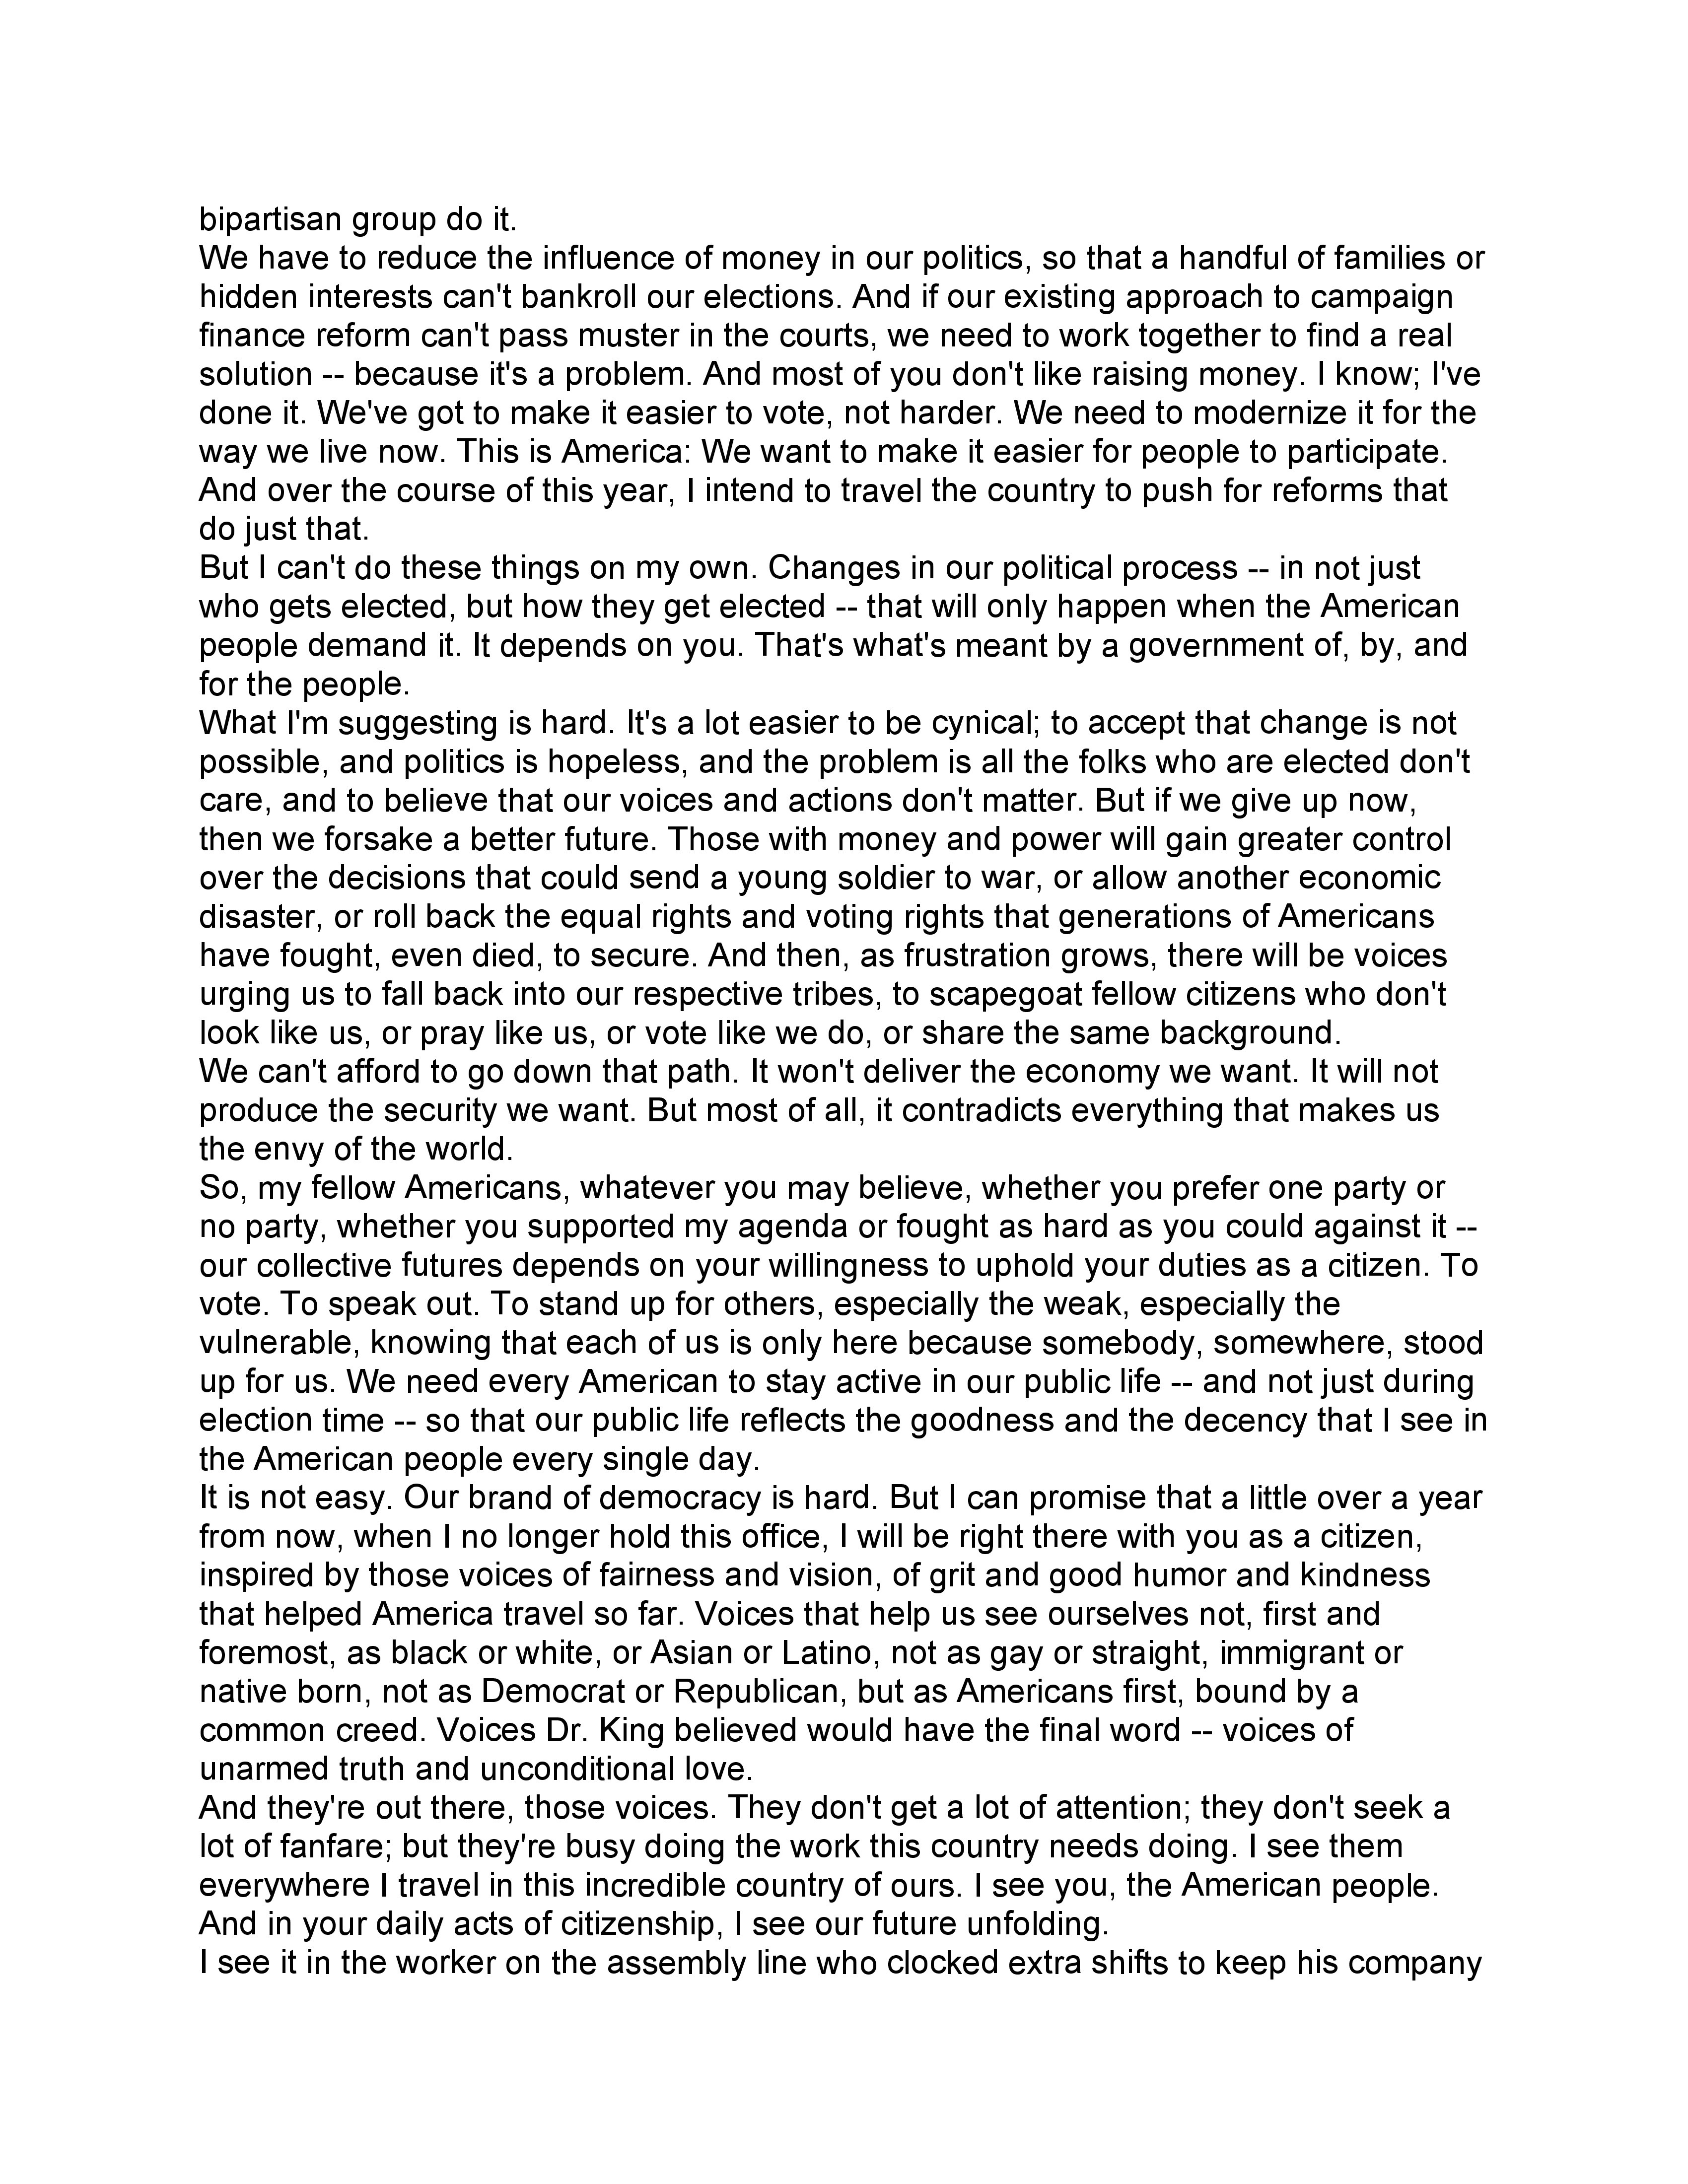 bipartisan group do it.
We have to reduce the influence of money in our politics, so that a handful of families or
hidden interests can't bankroll our elections. And if our existing approach to campaign
finance reform can't pass muster in the courts, we need to work together to find a real
solution -- because it's a problem. And most of you don't like raising money. I know; I've
done it. We've got to make it easier to vote, not harder. We need to modernize it for the
way we live now. This is America: We want to make it easier for people to participate.
And over the course of this year, I intend to travel the country to push for reforms that
do just that.
But I can't do these things on my own. Changes in our political process -- in not just
who gets elected, but how they get elected -- that will only happen when the American
people demand it. It depends on you. That's what's meant by a government of, by, and
for the people.
What I'm suggesting is hard. It's a lot easier to be cynical; to accept that change is not
possible, and politics is hopeless, and the problem is all the folks who are elected don't
care, and to believe that our voices and actions don't matter. But if we give up now,
then we forsake a better future. Those with money and power will gain greater control
over the decisions that could send a young soldier to war, or allow another economic
disaster, or roll back the equal rights and voting rights that generations of Americans
have fought, even died, to secure. And then, as frustration grows, there will be voices
urging us to fall back into our respective tribes, to scapegoat fellow citizens who don't
look like us, or pray like us, or vote like we do, or share the same background.
We can't afford to go down that path. It won't deliver the economy we want. It will not
produce the security we want. But most of all, it contradicts everything that makes us
the envy of the world.
So, my fellow Americans, whatever you may believe, whether you prefer one party or
no party, whether you supported my agenda or fought as hard as you could against it --
our collective futures depends on your willingness to uphold your duties as a citizen. To
vote. To speak out. To stand up for others, especially the weak, especially the
vulnerable, knowing that each of us is only here because somebody, somewhere, stood
up for us. We need every American to stay active in our public life -- and not just during
election time -- so that our public life reflects the goodness and the decency that I see in
the American people every single day.
It is not easy. Our brand of democracy is hard. But I can promise that a little over a year
from now, when I no longer hold this office, I will be right there with you as a citizen,
inspired by those voices of fairness and vision, of grit and good humor and kindness
that helped America travel so far. Voices that help us see ourselves not, first and
foremost, as black or white, or Asian or Latino, not as gay or straight, immigrant or
native born, not as Democrat or Republican, but as Americans first, bound by a
common creed. Voices Dr. King believed would have the final word -- voices of
unarmed truth and unconditional love.
And they're out there, those voices. They don't get a lot of attention; they don't seek a
lot of fanfare; but they're busy doing the work this country needs doing. I see them
everywhere I travel in this incredible country of ours. I see you, the American people.
And in your daily acts of citizenship, I see our future unfolding.
I see it in the worker on the assembly line who clocked extra shifts to keep his company